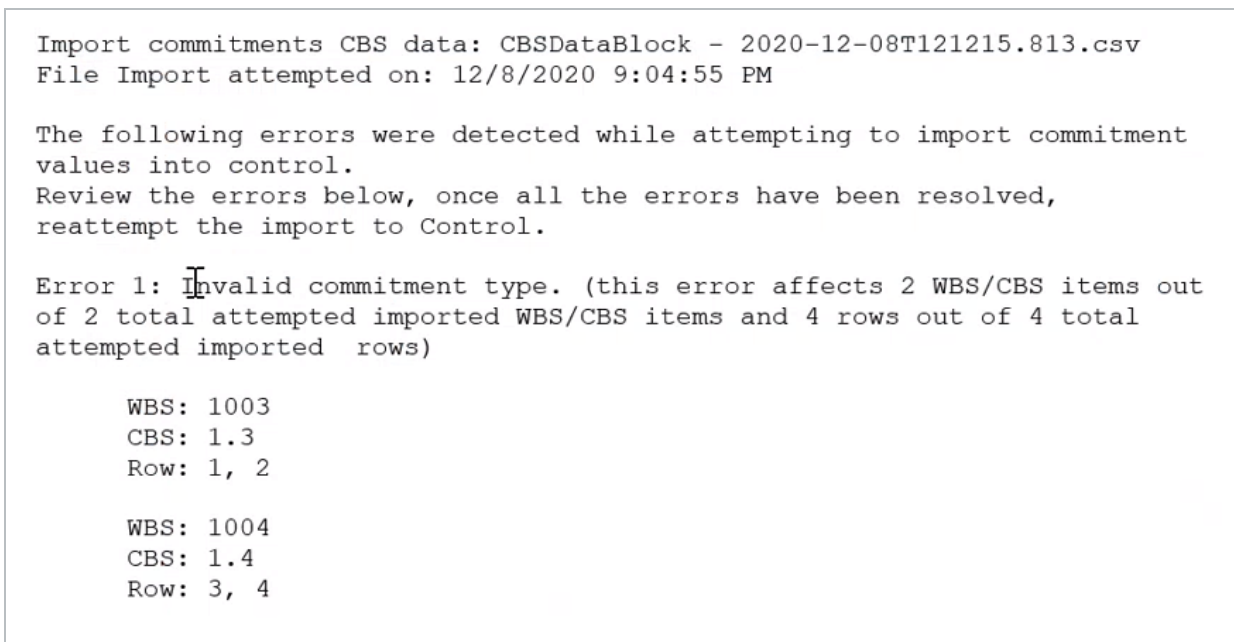 Import commitments CBS data: CBSDataBlock - 2020-12-08T121215.813.csv
File Import attempted on: 12/8/2020 9:04:55 PM
The following errors were detected while attempting to import commitment
values into control.
Review the errors below, once all the errors have been resolved,
reattempt the import to Control.
Error 1: Invalid commitment type. (this error affects 2 WBS/CBS items out
of 2 total attempted imported WBS/CBS items and 4 rows out of 4 total
attempted imported  rows)
WBS: 1003
CBS: 1.3
Row: 1, 2
WBS: 1004
CBS: 1.4
Row: 3, 4